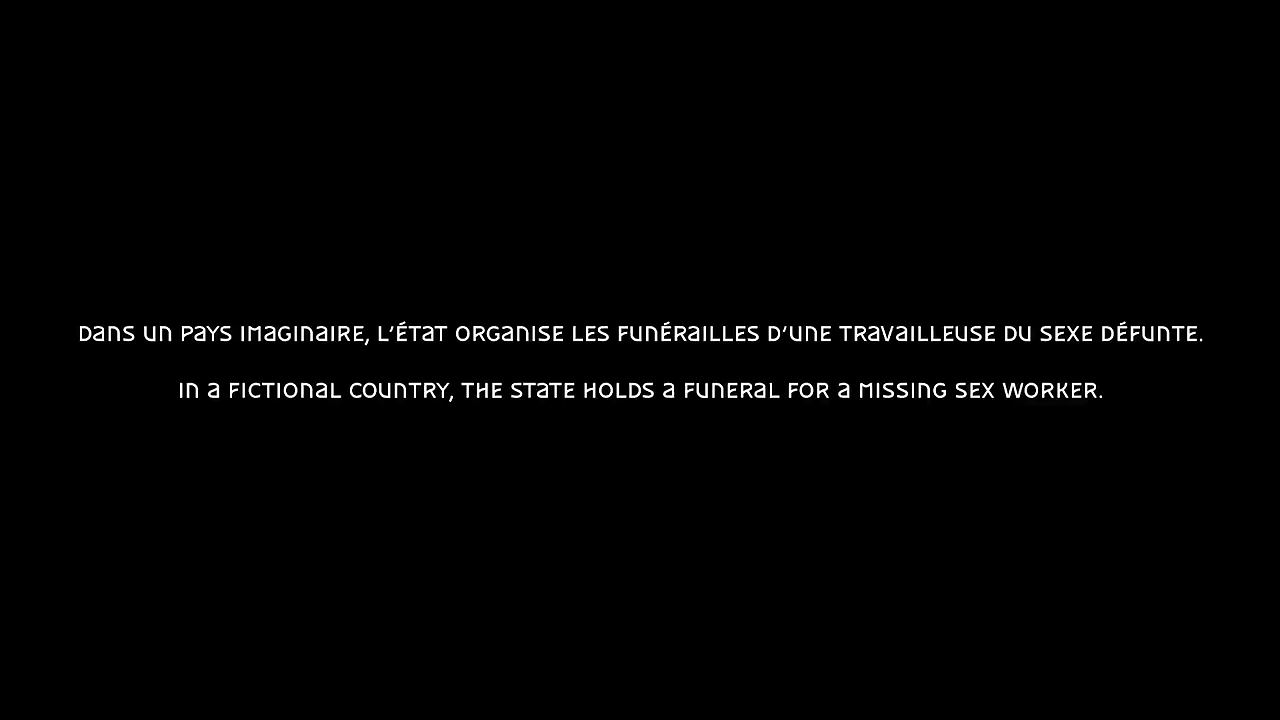 Dans un pays imaginaire, l'État organise les funérailles d'une travailleuse du sexe défunte.
In a fictional country, the state holds a funeral for a missing sex worker.